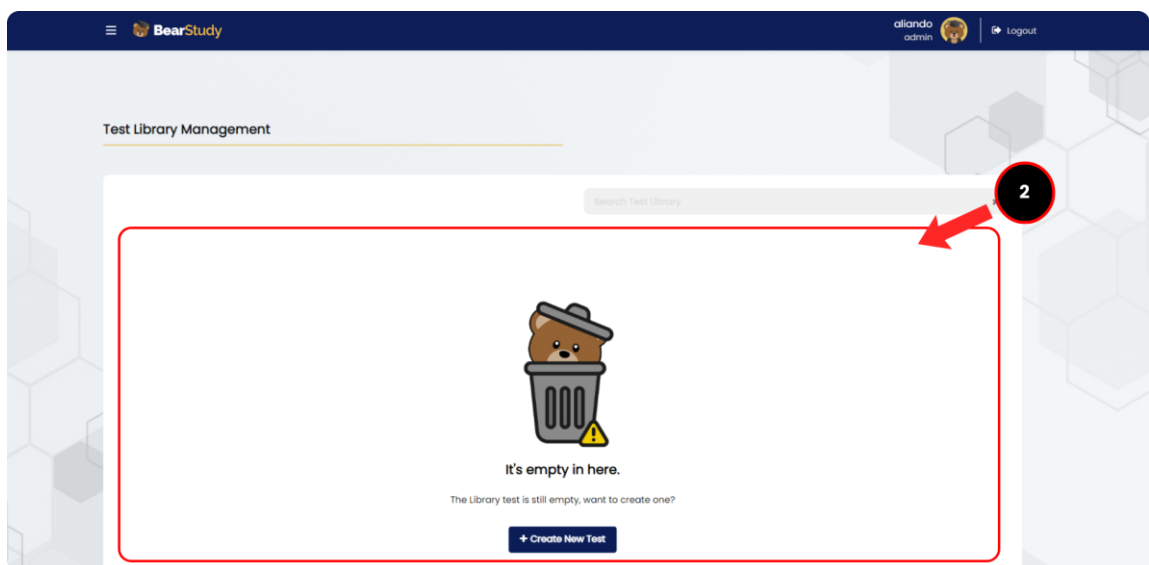 BearStudy
aliando
admin
Logout
Test Library Management
Search Test Library
2
It's empty in here.
The Library test is still empty, want to create one?
+ Create New Test